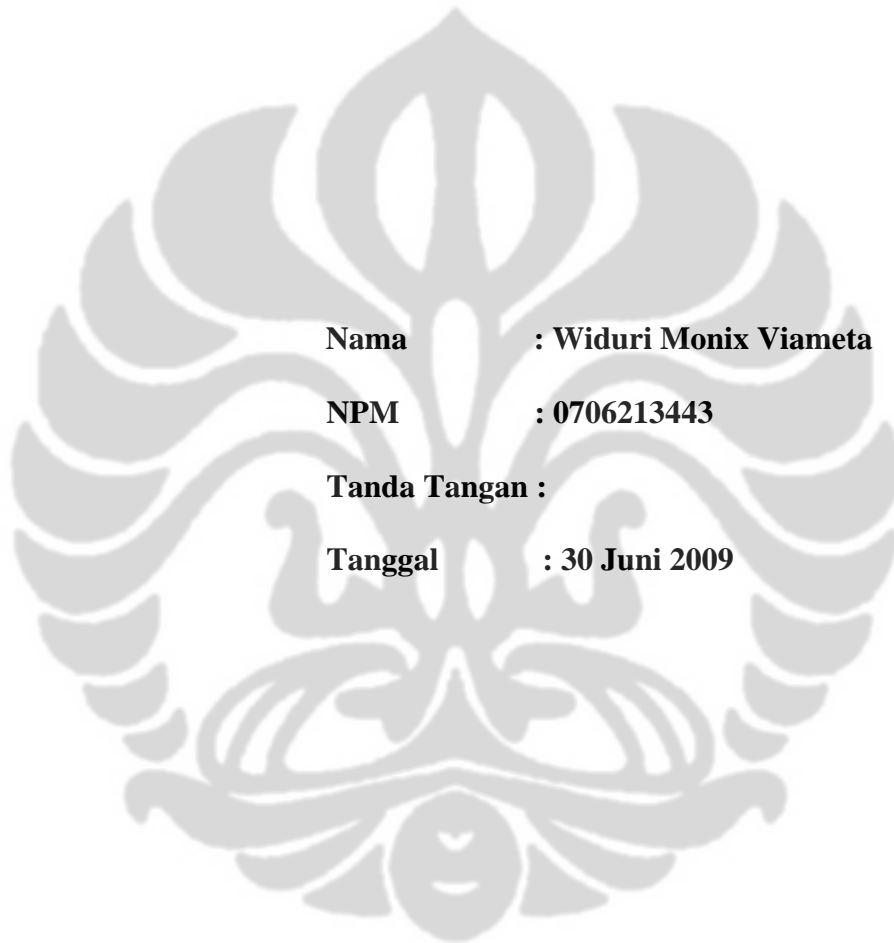 Nama : Widuri Monix Viameta
NPM : 0706213443
Tanda Tangan :
Tanggal : 30 Juni 2009